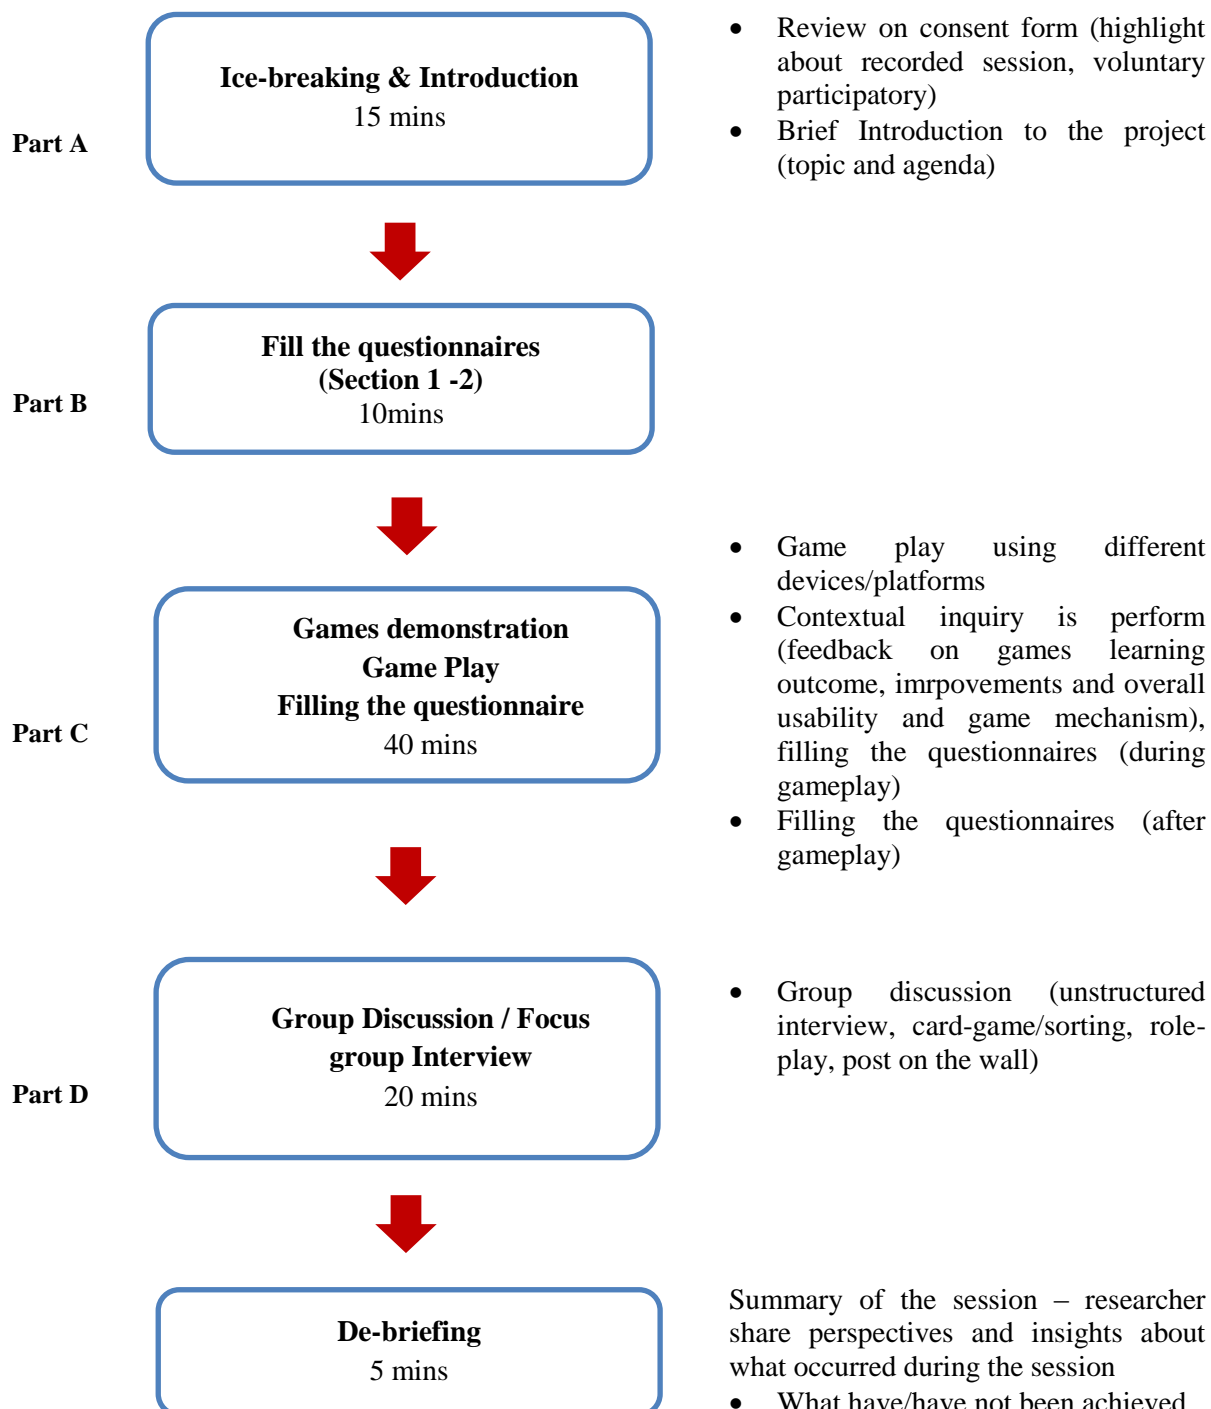 Part A
Ice-breaking & Introduction
15 mins
• Review on consent form (highlight
about recorded session, voluntary
participatory)
• Brief Introduction to the project
(topic and agenda)
Part B
Fill the questionnaires
(Section 1 -2)
10mins
Part C
Games demonstration
Game Play
Filling the questionnaire
40 mins
• Game play using different
devices/platforms
• Contextual inquiry is perform
(feedback on games learning
outcome, imrpovements and overall
usability and game mechanism),
filling the questionnaires (during
gameplay)
• Filling the questionnaires (after
gameplay)
Part D
Group Discussion / Focus
group Interview
20 mins
• Group discussion (unstructured
interview, card-game/sorting, role-
play, post on the wall)
De-briefing
5 mins
Summary of the session – researcher
share perspectives and insights about
what occurred during the session
• What have/have not been achieved